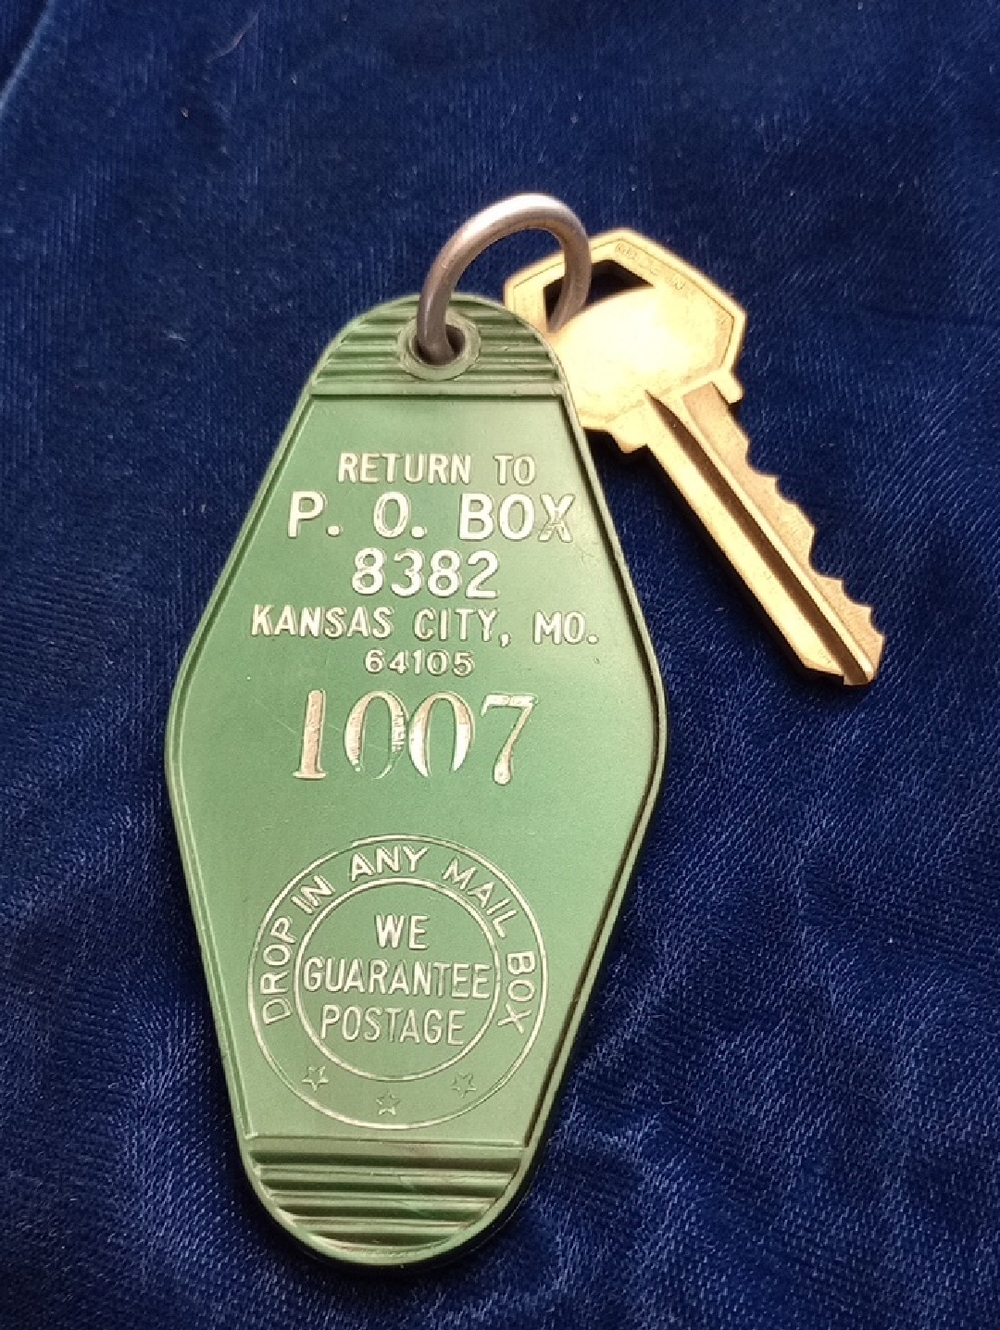 RETURN TO
P. O. BOX
8382
KANSAS CITY, MO.
64105
1007
DROP IN ANY MAIL BOX
WE
GUARANTEE
POSTAGE